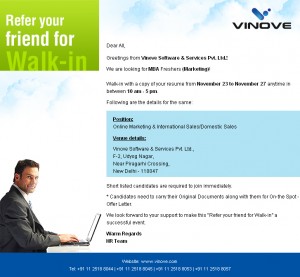 Refer your
friend for
Walk-in
VINOVE
Dear All,
Greetings from Vinove Software & Services Pvt. Ltd.!
We are looking for MBA Freshers (Marketing)!
Walk-in with a copy of your resume from November 23 to November 27 anytime in
between 10 am - 5 pm.
Following are the details for the same:
Position:
Online Marketing & International Sales/Domestic Sales
Venue details:
Vinove Software & Services Pvt. Ltd.,
F-2, Udyog Nagar,
Near Piragarhi Crossing,
New Delhi - 110047
Short listed candidates are required to join immediately.
* Candidates need to carry their Original Documents along with them for On the Spot -
Offer Letter.
We look forward to your support to make this "Refer your friend for Walk-in" a
successful event.
Warm Regards
HR Team
Website: www.vinove.com